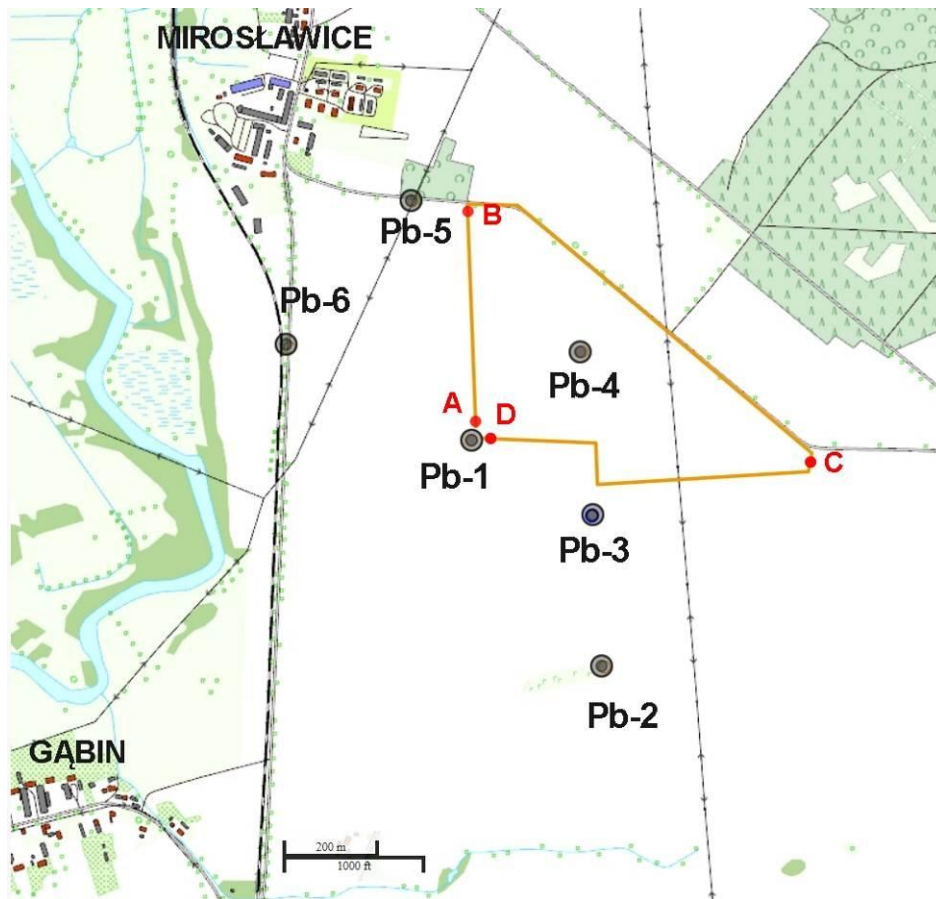 MIROSŁAWICE
Pb-5
B
Pb-6
Pb-4
A
D
Pb-1
C
Pb-3
Pb-2
GĄBIN
200 m
1000 ft